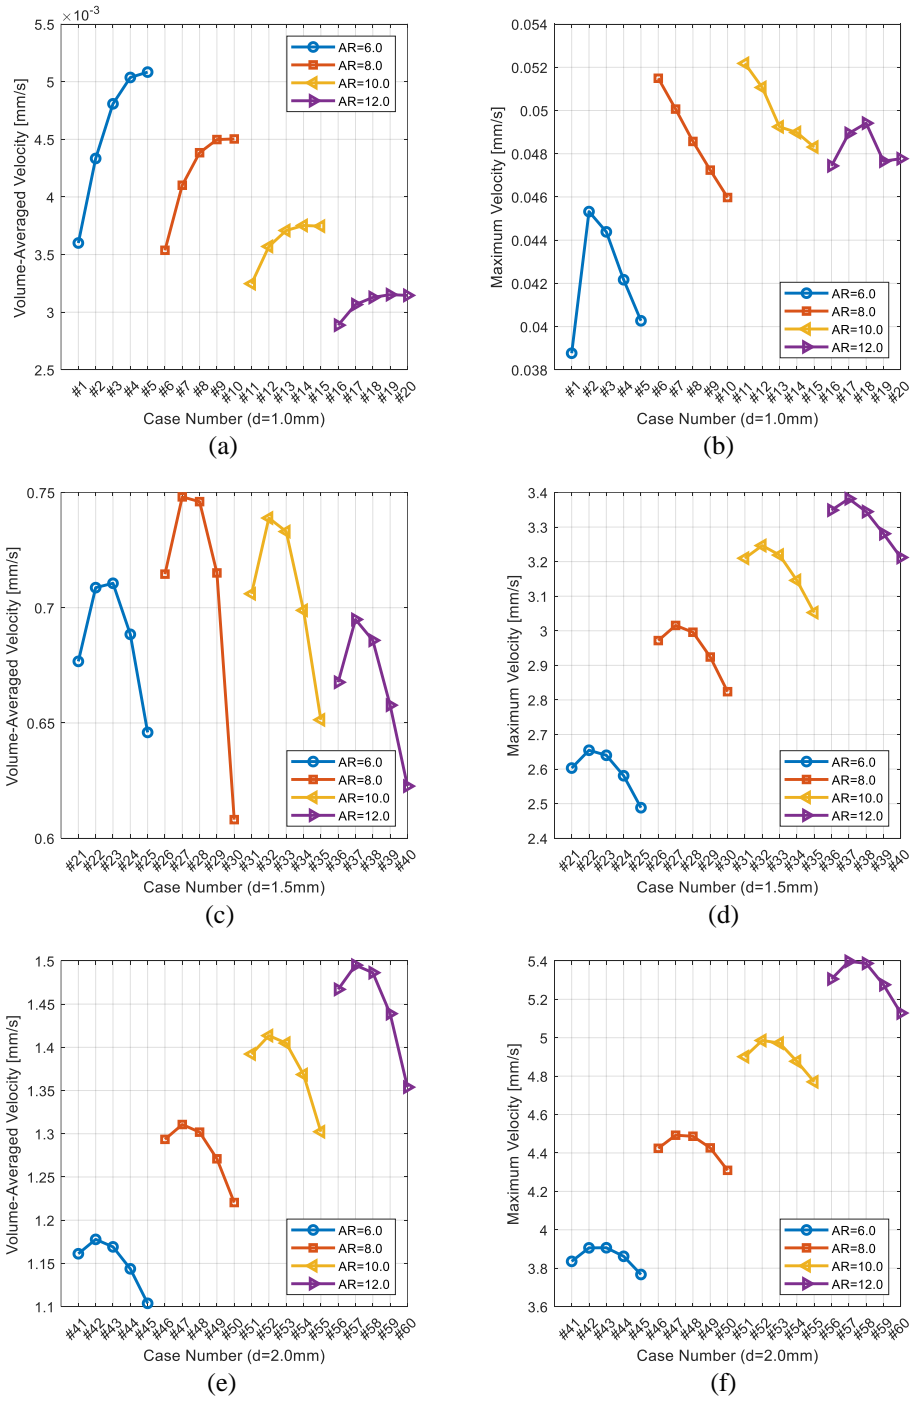 ×10⁻³
5.5
5
4.5
4
3.5
3
2.5
Volume-Averaged Velocity [mm/s]
AR=6.0
AR=8.0
AR=10.0
AR=12.0
#1 #2 #3 #4 #5 #6 #7 #8 #9 #10 #11 #12 #13 #14 #15 #16 #17 #18 #19 #20
Case Number (d=1.0mm)
(a)
0.054
0.052
0.05
0.048
0.046
0.044
0.042
0.04
0.038
Maximum Velocity [mm/s]
AR=6.0
AR=8.0
AR=10.0
AR=12.0
#1 #2 #3 #4 #5 #6 #7 #8 #9 #10 #11 #12 #13 #14 #15 #16 #17 #18 #19 #20
Case Number (d=1.0mm)
(b)
0.75
0.7
0.65
0.6
Volume-Averaged Velocity [mm/s]
AR=6.0
AR=8.0
AR=10.0
AR=12.0
#21 #22 #23 #24 #25 #26 #27 #28 #29 #30 #31 #32 #33 #34 #35 #36 #37 #38 #39 #40
Case Number (d=1.5mm)
(c)
3.4
3.3
3.2
3.1
3
2.9
2.8
2.7
2.6
2.5
2.4
Maximum Velocity [mm/s]
AR=6.0
AR=8.0
AR=10.0
AR=12.0
#21 #22 #23 #24 #25 #26 #27 #28 #29 #30 #31 #32 #33 #34 #35 #36 #37 #38 #39 #40
Case Number (d=1.5mm)
(d)
1.5
1.45
1.4
1.35
1.3
1.25
1.2
1.15
1.1
Volume-Averaged Velocity [mm/s]
AR=6.0
AR=8.0
AR=10.0
AR=12.0
#41 #42 #43 #44 #45 #46 #47 #48 #49 #50 #51 #52 #53 #54 #55 #56 #57 #58 #59 #60
Case Number (d=2.0mm)
(e)
5.4
5.2
5
4.8
4.6
4.4
4.2
4
3.8
3.6
Maximum Velocity [mm/s]
AR=6.0
AR=8.0
AR=10.0
AR=12.0
#41 #42 #43 #44 #45 #46 #47 #48 #49 #50 #51 #52 #53 #54 #55 #56 #57 #58 #59 #60
Case Number (d=2.0mm)
(f)